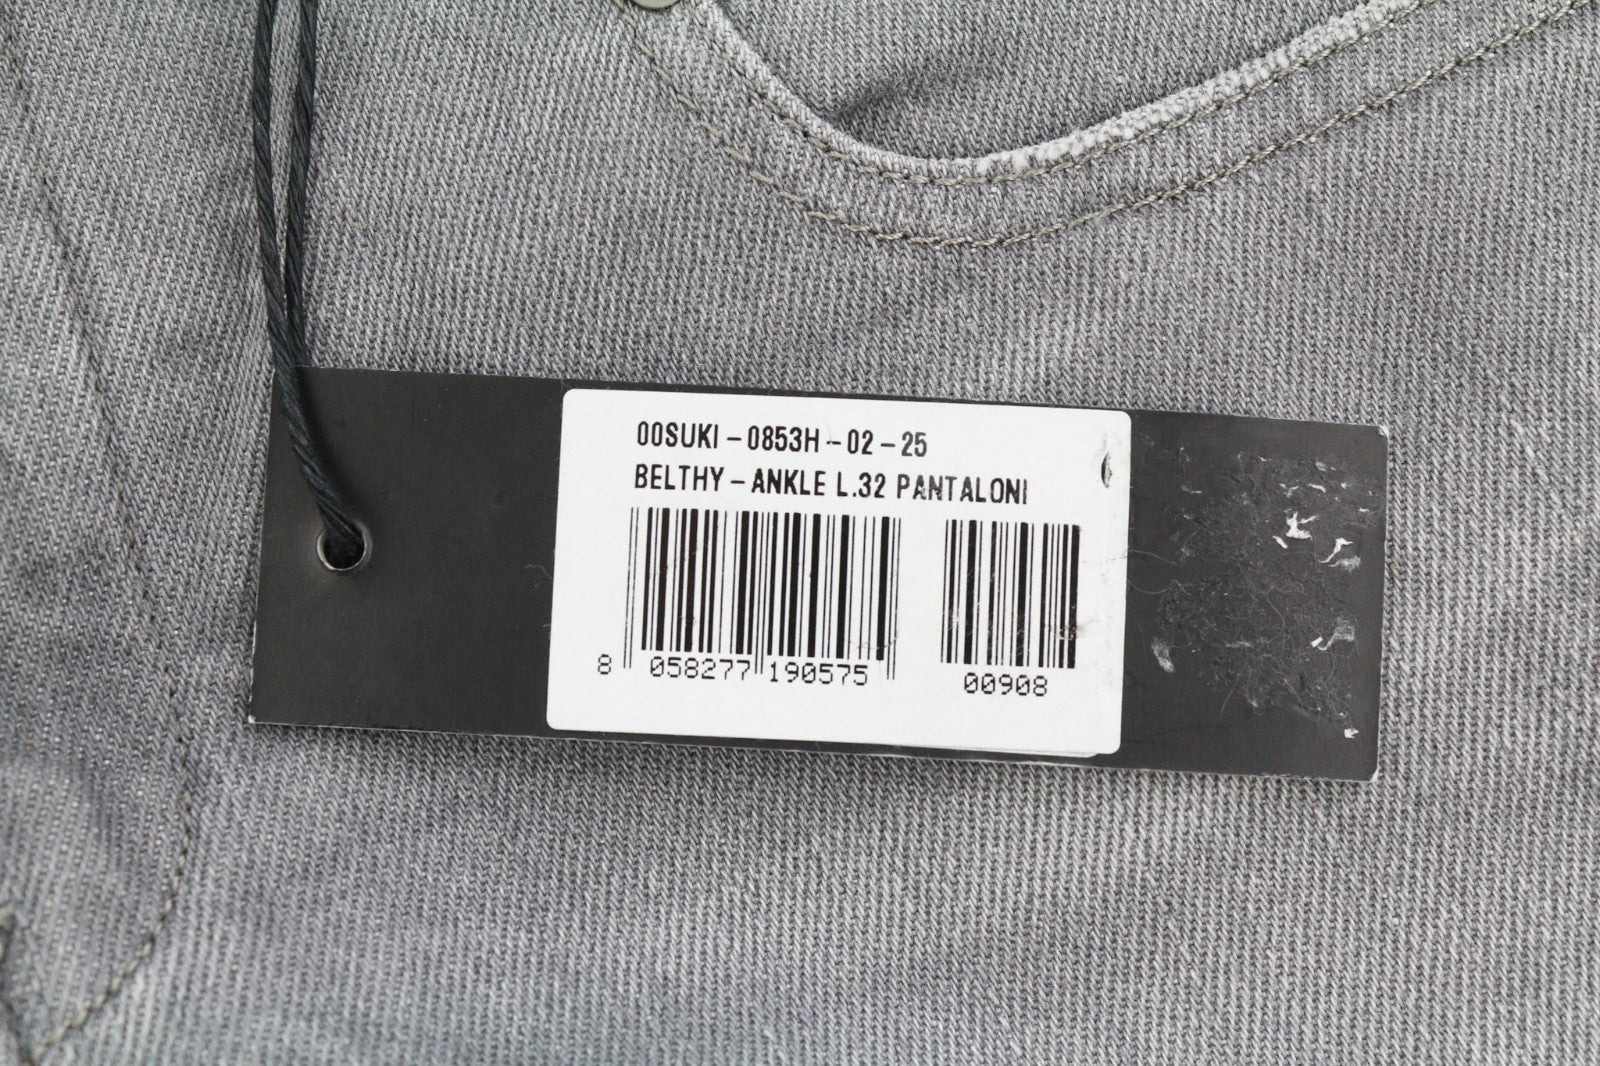 00SUKI-0853H-02-25
BELTHY-ANKLE L.32 PANTALONI
8 058277 190575
00908